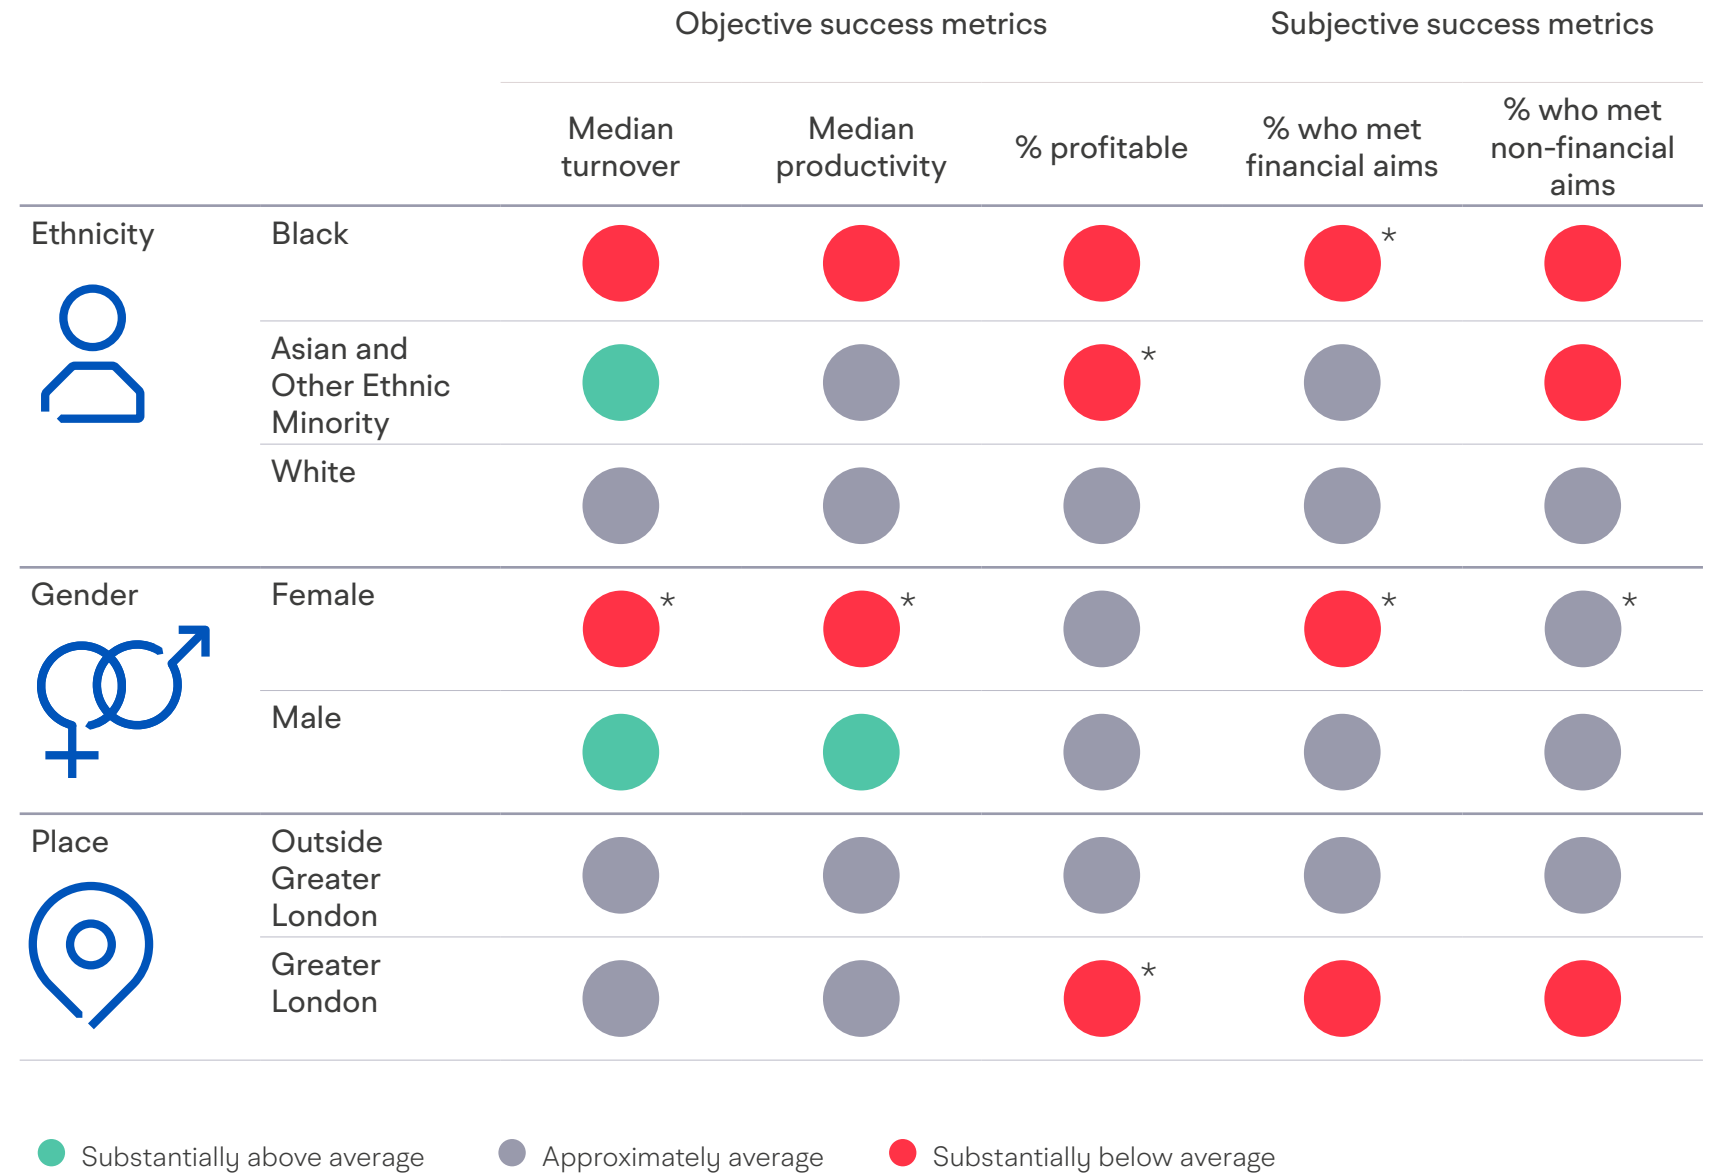 Objective success metrics
Subjective success metrics
Median
turnover
Median
productivity
% profitable
% who met
financial aims
% who met
non-financial
aims
Ethnicity
Black
*
Asian and
Other Ethnic
Minority
*
White
Gender
Female
* * * *
Male
Place
Outside
Greater
London
Greater
London
*
Substantially above average
Approximately average
Substantially below average